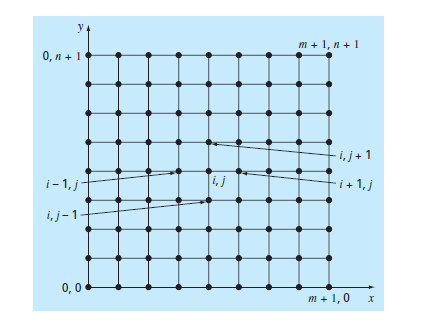 y
m + 1, n + 1
0, n + 1
i, j + 1
i – 1, j
i, j
i + 1, j
i, j – 1
0, 0
m + 1, 0
x